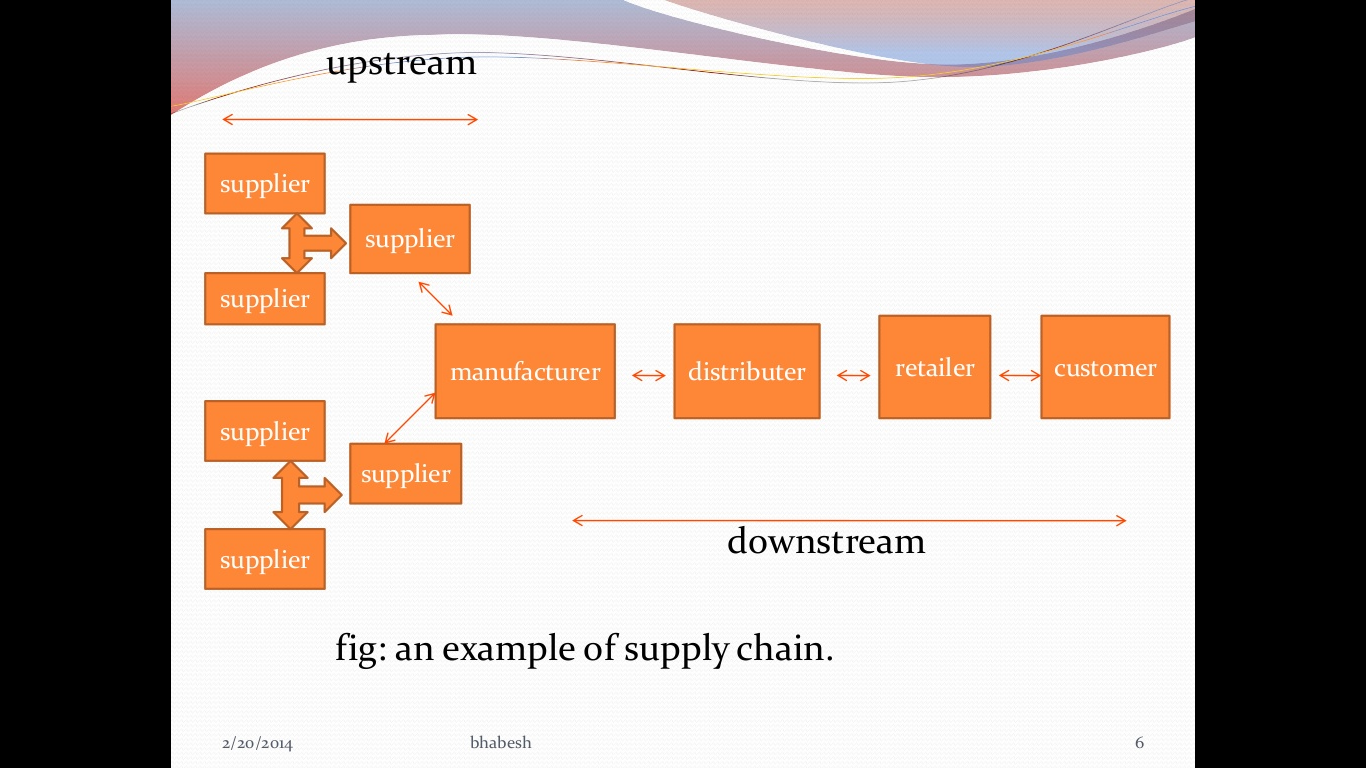 upstream
supplier
supplier
supplier
manufacturer
distributer
retailer
customer
supplier
supplier
supplier
downstream
fig: an example of supply chain.
2/20/2014
bhabesh
6